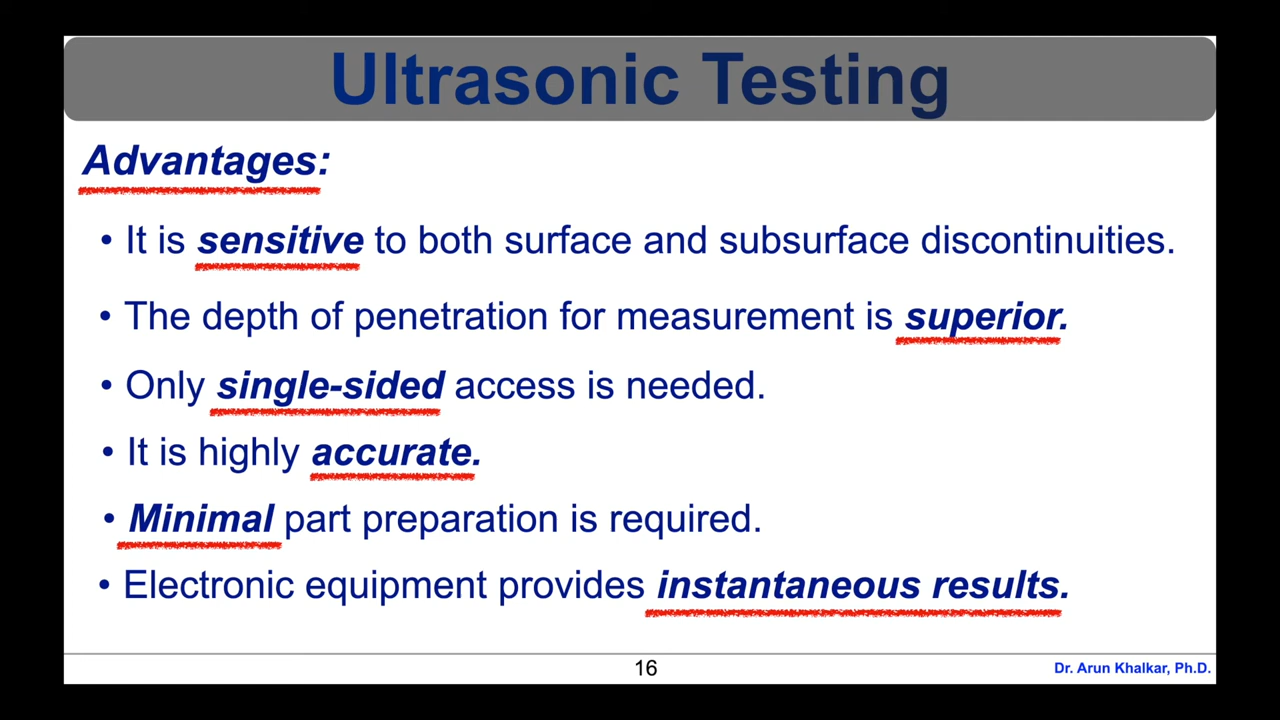 Ultrasonic Testing
Advantages:
• It is sensitive to both surface and subsurface discontinuities.
• The depth of penetration for measurement is superior.
• Only single-sided access is needed.
• It is highly accurate.
• Minimal part preparation is required.
• Electronic equipment provides instantaneous results.
16
Dr. Arun Khalkar, Ph.D.